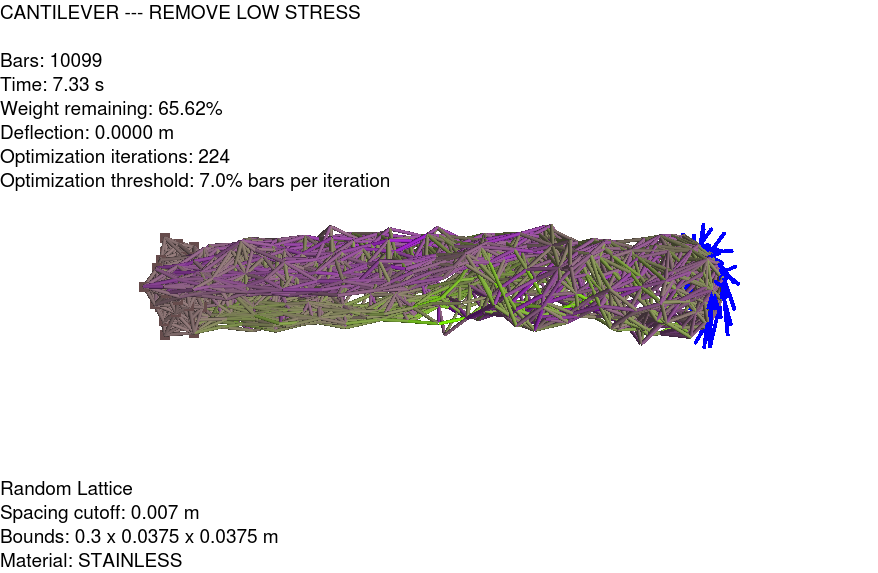 CANTILEVER --- REMOVE LOW STRESS
Bars: 10099
Time: 7.33 s
Weight remaining: 65.62%
Deflection: 0.0000 m
Optimization iterations: 224
Optimization threshold: 7.0% bars per iteration
Random Lattice
Spacing cutoff: 0.007 m
Bounds: 0.3 x 0.0375 x 0.0375 m
Material: STAINLESS